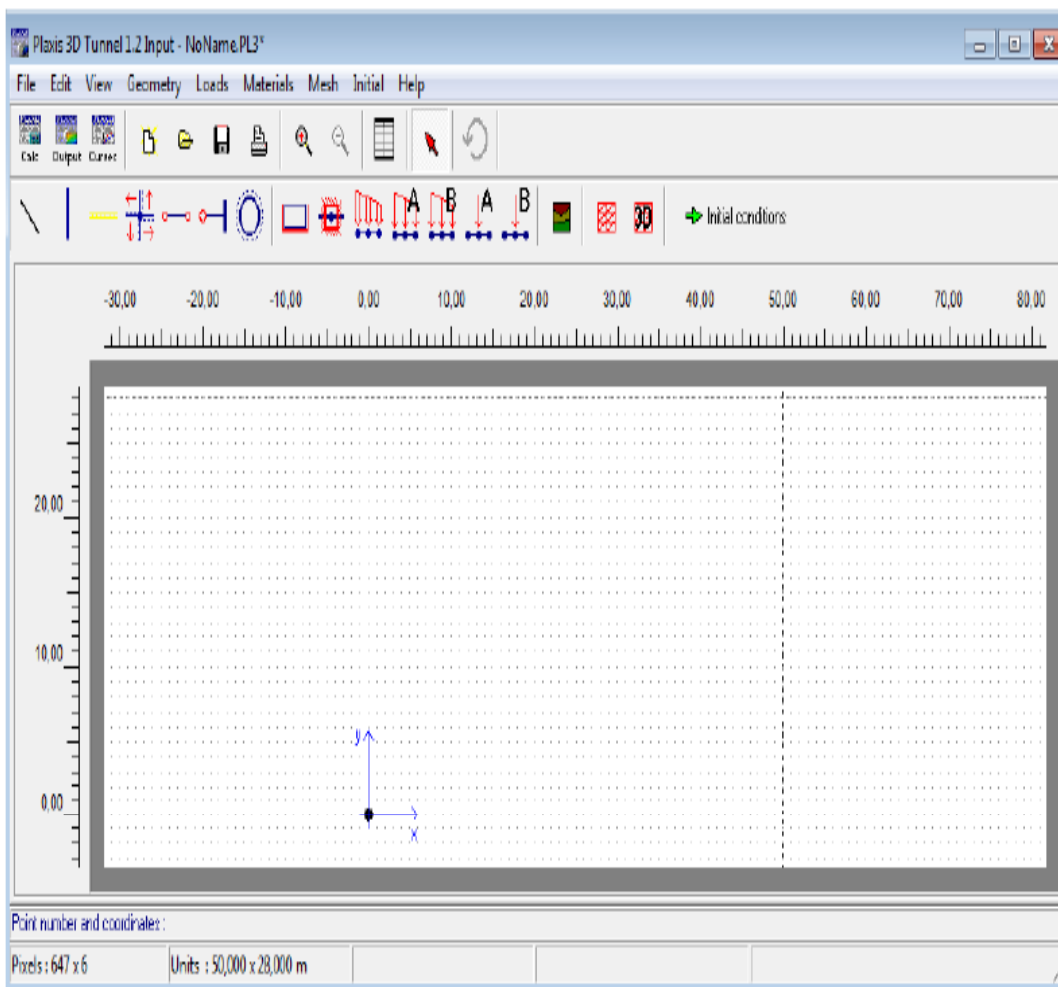 Plaxis 3D Tunnel 1.2 Input - NoName.PL3*
File Edit View Geometry Loads Materials Mesh Initial Help
Calc Output Curves
A B A B 3D Initial conditions
-30,00 -20,00 -10,00 0,00 10,00 20,00 30,00 40,00 50,00 60,00 70,00 80,00
20,00
10,00
y
0,00
x
Point number and coordinates :
Pixels : 647 x 6 Units : 50,000 x 28,000 m